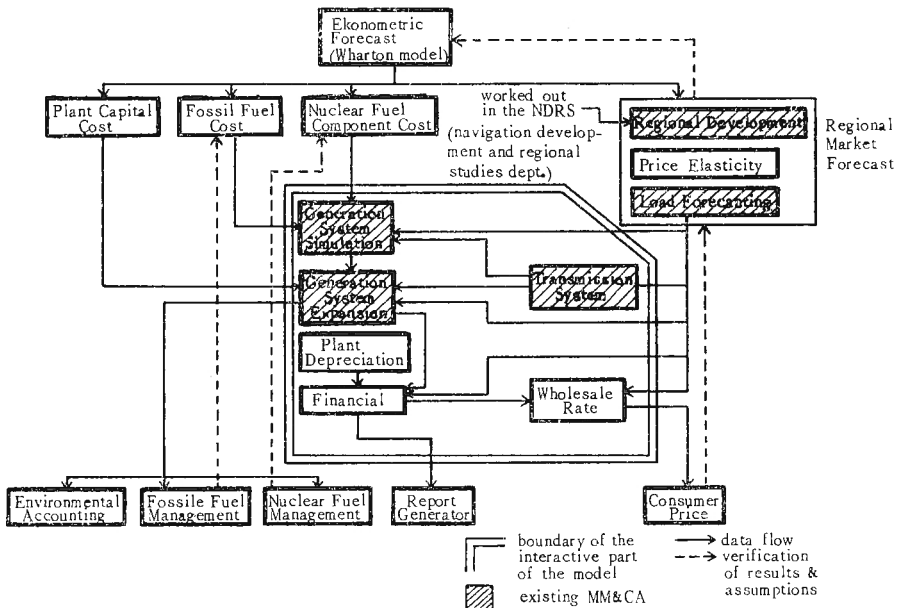 Ekonometric
Forecast
(Wharton model)
Plant Capital
Cost
Fossil Fuel
Cost
Nuclear Fuel
Component Cost
worked out
in the NDRS
(navigation develop-
ment and regional
studies dept.)
Regional Development
Price Elasticity
Load Forecanting
Regional
Market
Forecast
Generation
System
Simulation
Generation
System
Expansion
Transmission
System
Plant
Depreciation
Financial
Wholesale
Rate
Environmental
Accounting
Fossile Fuel
Management
Nuclear Fuel
Management
Report
Generator
Consumer
Price
boundary of the
interactive part
of the model
existing MM&CA
data flow
verification
of results &
assumptions